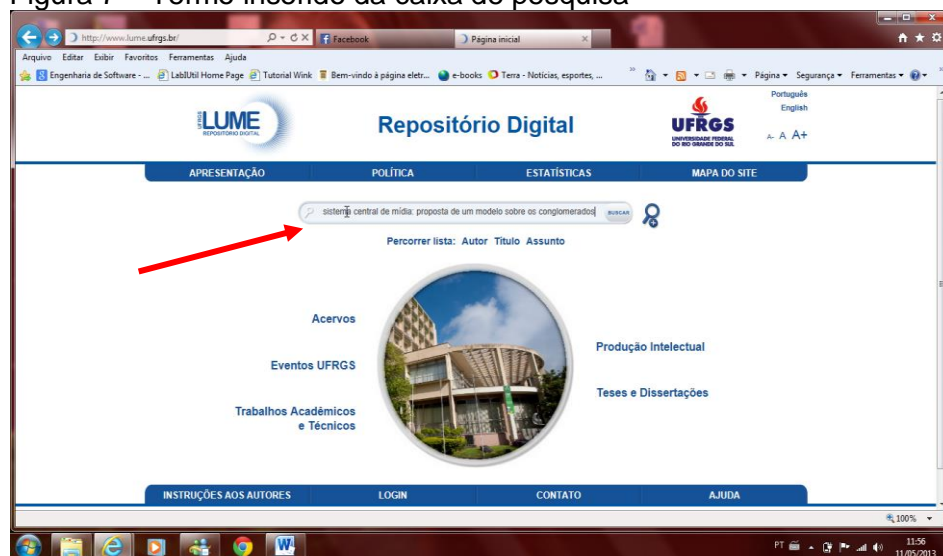 Figura 7 – Termo inserido da caixa de pesquisa
http://www.lume.ufrgs.br/
Facebook
Página inicial
Arquivo Editar Exibir Favoritos Ferramentas Ajuda
Engenharia de Software - ... LabIUtil Home Page Tutorial Wink Bem-vindo à página eletr... e-books Terra - Notícias, esportes, ... Página Segurança Ferramentas
Português
English
A- A A+
UFRGS
LUME
REPOSITÓRIO DIGITAL
Repositório Digital
UFRGS
UNIVERSIDADE FEDERAL
DO RIO GRANDE DO SUL
APRESENTAÇÃO POLÍTICA ESTATÍSTICAS MAPA DO SITE
sistema central de mídia: proposta de um modelo sobre os conglomerados BUSCAR
Percorrer lista: Autor Título Assunto
Acervos
Produção Intelectual
Eventos UFRGS
Teses e Dissertações
Trabalhos Acadêmicos
e Técnicos
INSTRUÇÕES AOS AUTORES LOGIN CONTATO AJUDA
100%
PT
11:56
11/05/2013